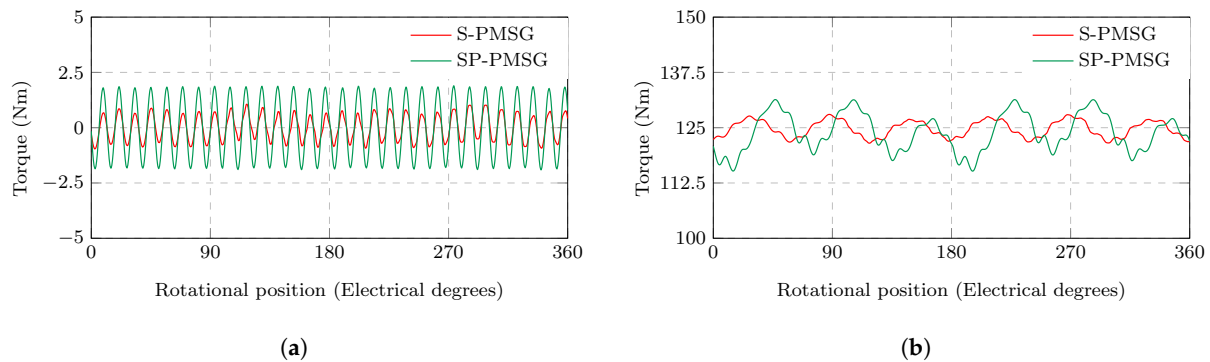 5
2.5
0
−2.5
−5
Torque (Nm)
S-PMSG
SP-PMSG
0 90 180 270 360
Rotational position (Electrical degrees)
(a)
150
137.5
125
112.5
100
Torque (Nm)
S-PMSG
SP-PMSG
0 90 180 270 360
Rotational position (Electrical degrees)
(b)